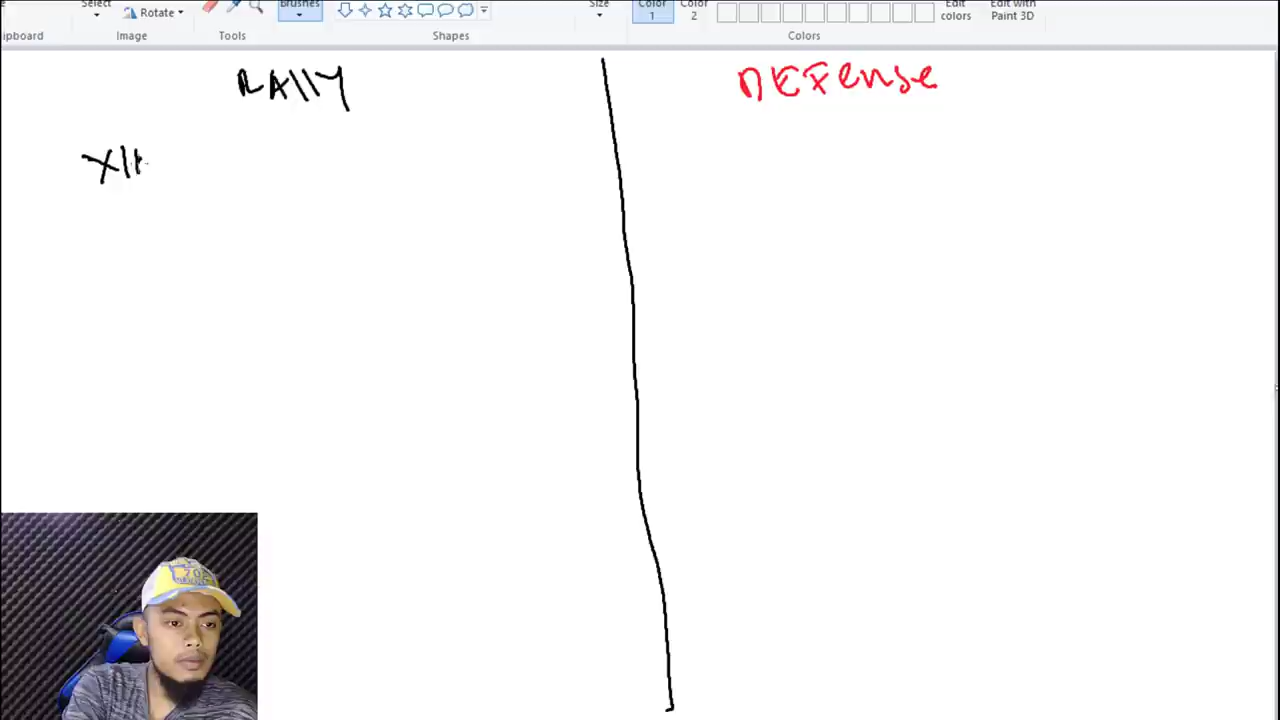 Select
Brushes
Size
Color 1
Color 2
Edit colors
Edit with Paint 3D
Rotate
ipboard
Image
Tools
Shapes
Colors
RAllY
DEFense